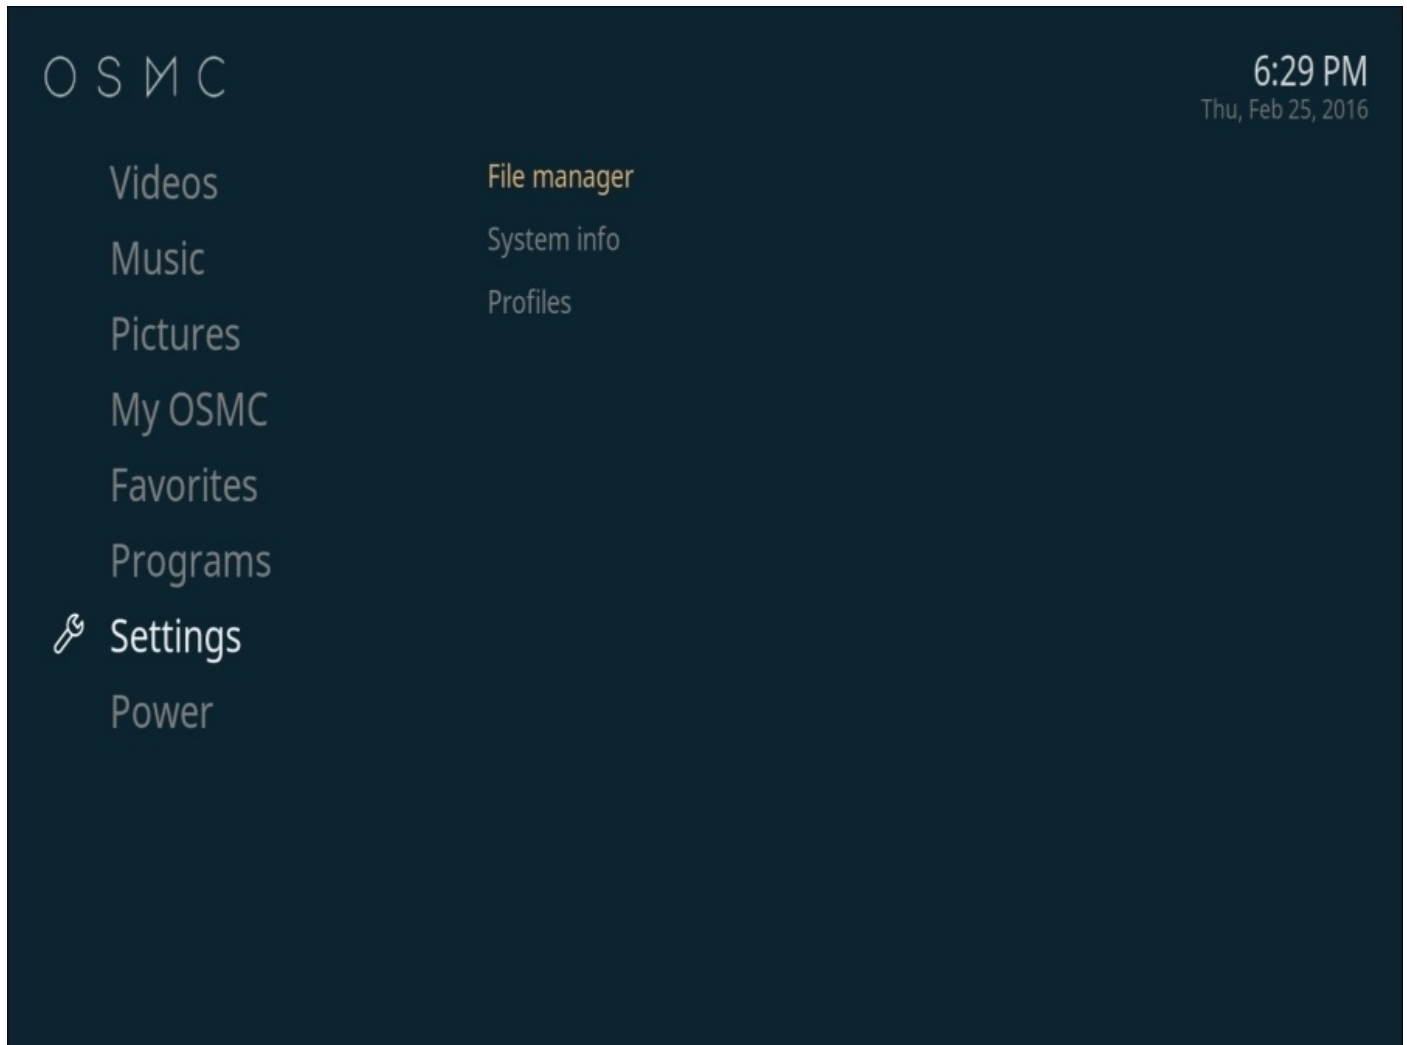 OSMC
6:29 PM
Thu, Feb 25, 2016
Videos
Music
Pictures
My OSMC
Favorites
Programs
Settings
Power
File manager
System info
Profiles